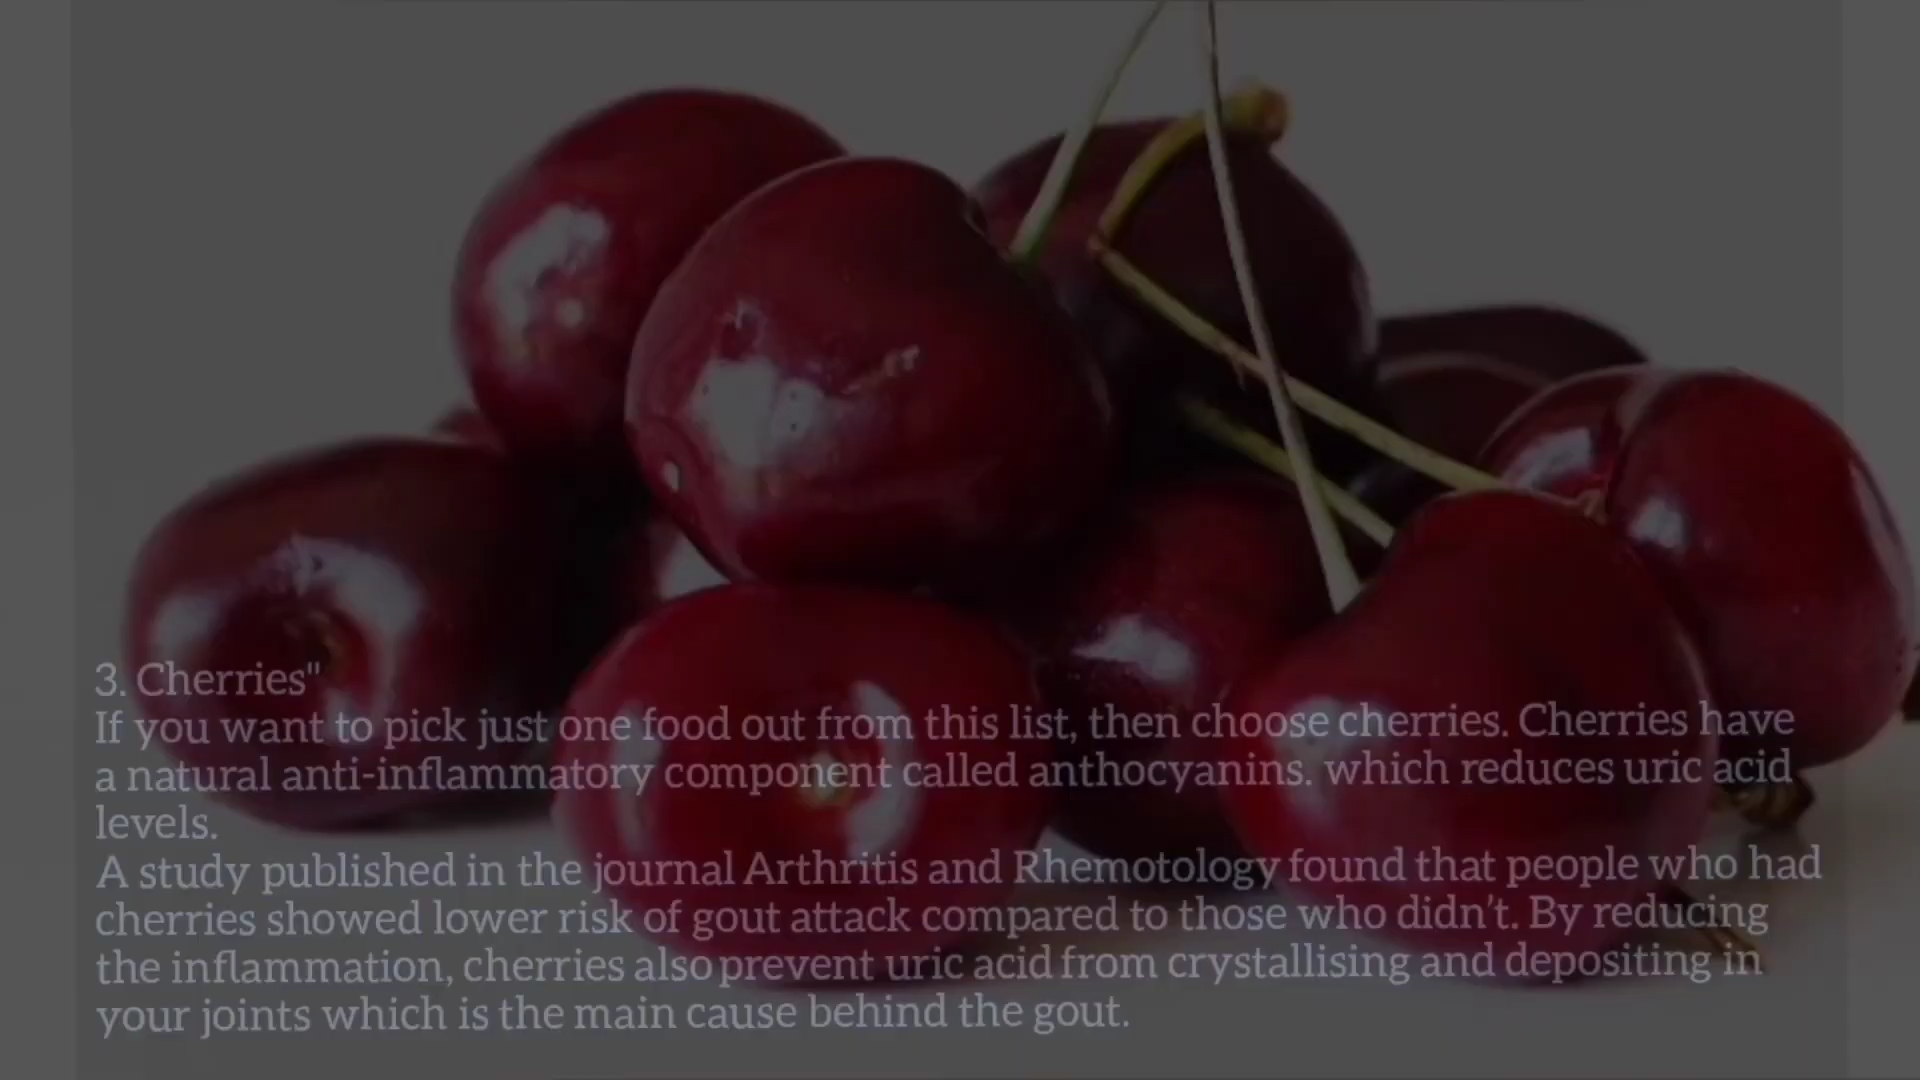 3. Cherries"
If you want to pick just one food out from this list, then choose cherries. Cherries have
a natural anti-inflammatory component called anthocyanins. which reduces uric acid
levels.
A study published in the journal Arthritis and Rhemotology found that people who had
cherries showed lower risk of gout attack compared to those who didn't. By reducing
the inflammation, cherries also prevent uric acid from crystallising and depositing in
your joints which is the main cause behind the gout.